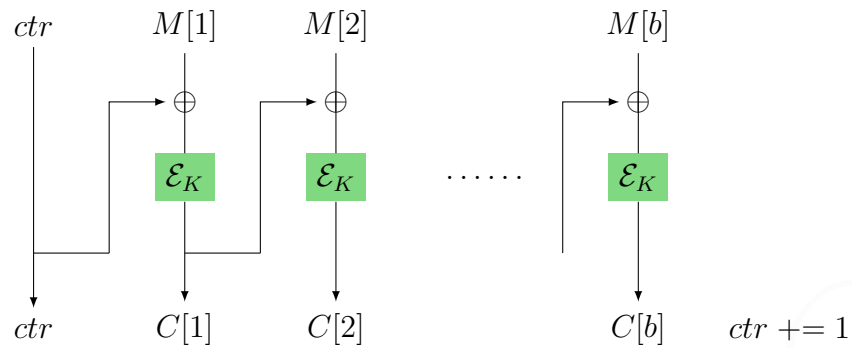 ctr M[1] M[2] M[b]
⊕ ⊕ ⊕
ℰ_K ℰ_K ...... ℰ_K
ctr C[1] C[2] C[b] ctr += 1